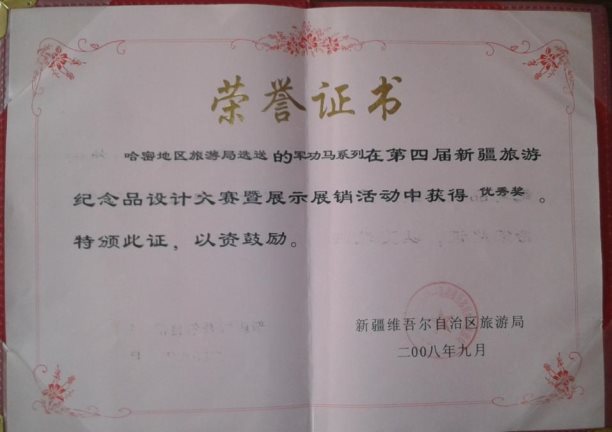 荣誉证书
哈密地区旅游局选送的军功马系列在第四届新疆旅游
纪念品设计大赛暨展示展销活动中获得优秀奖。
特颁此证，以资鼓励。
新疆维吾尔自治区旅游局
二00八年九月